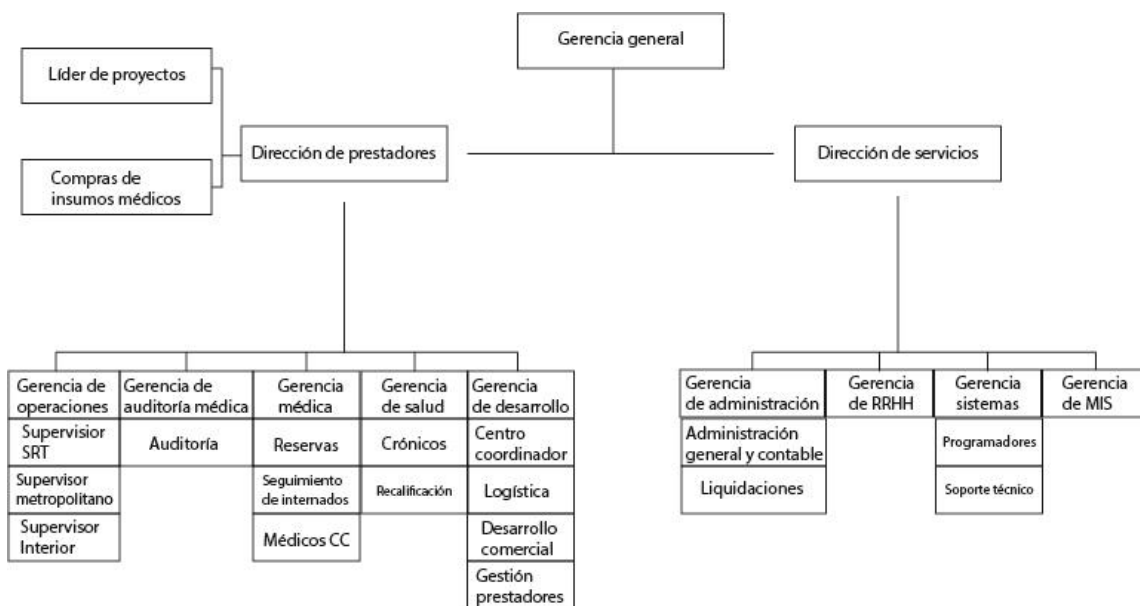 Gerencia general
Líder de proyectos
Dirección de prestadores
Dirección de servicios
Compras de
insumos médicos
Gerencia de
operaciones
Supervisior
SRT
Supervisor
metropolitano
Supervisor
Interior
Gerencia de
auditoría médica
Auditoría
Gerencia
médica
Reservas
Seguimiento
de internados
Médicos CC
Gerencia
de salud
Crónicos
Recalificación
Gerencia
de desarrollo
Centro
coordinador
Logística
Desarrollo
comercial
Gestión
prestadores
Gerencia
de administración
Administración
general y contable
Liquidaciones
Gerencia
de RRHH
Gerencia
sistemas
Programadores
Soporte técnico
Gerencia
de MIS